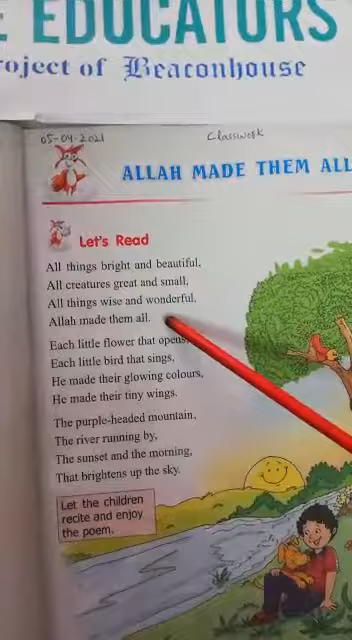 E EDUCATORS
roject of Beaconhouse
05-04-2021
Classwork
ALLAH MADE THEM ALL
Let's Read
All things bright and beautiful,
All creatures great and small,
All things wise and wonderful,
Allah made them all.
Each little flower that opens,
Each little bird that sings,
He made their glowing colours,
He made their tiny wings.
The purple-headed mountain,
The river running by,
The sunset and the morning,
That brightens up the sky.
Let the children
recite and enjoy
the poem.